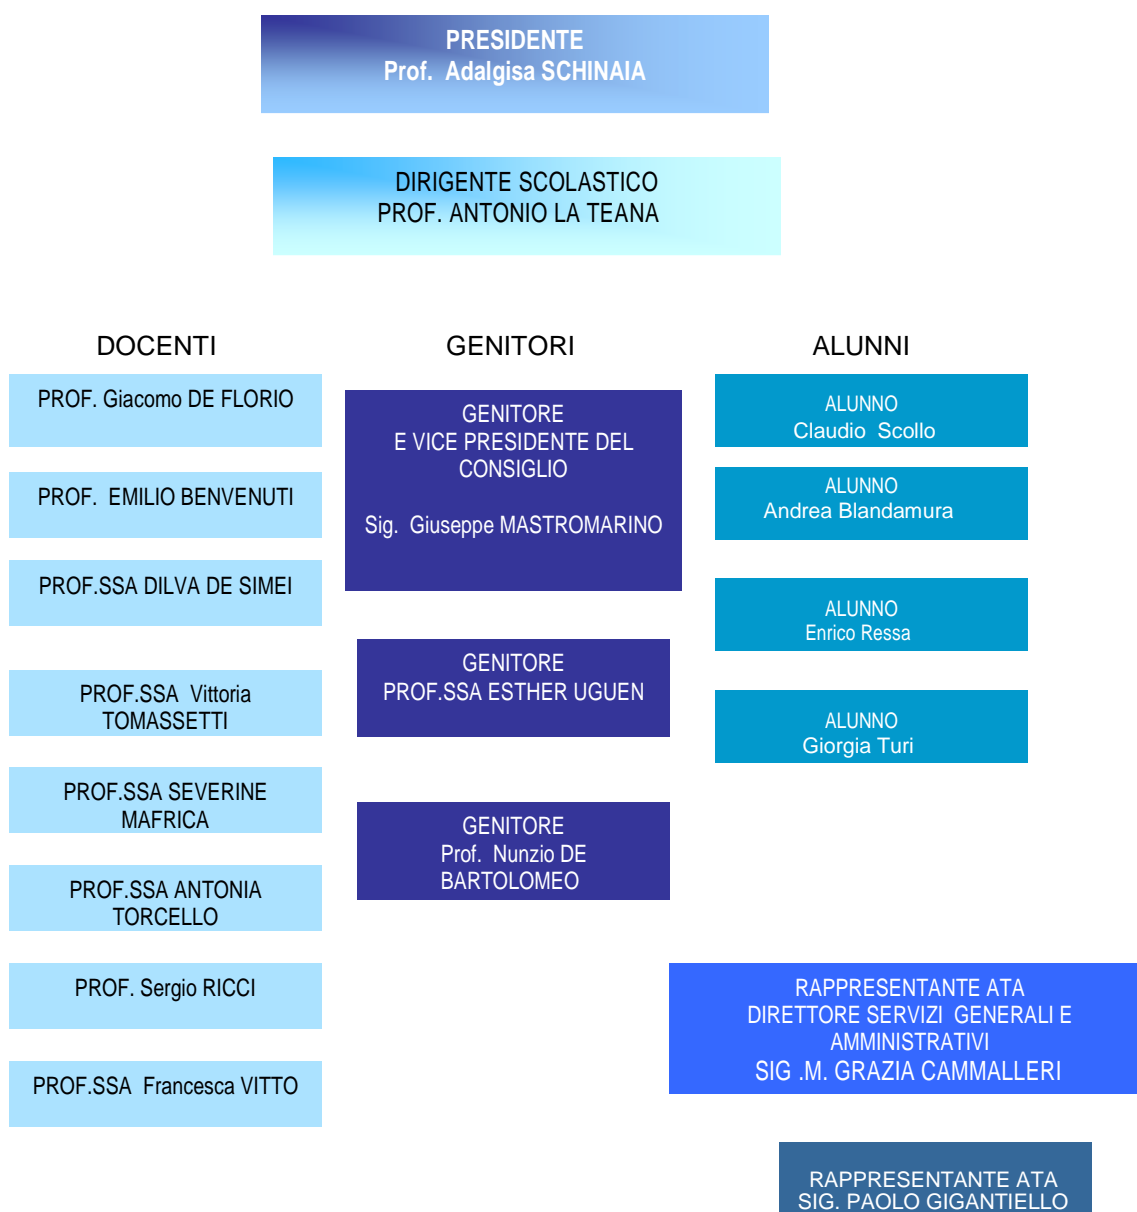 PRESIDENTE
Prof. Adalgisa SCHINAIA
DIRIGENTE SCOLASTICO
PROF. ANTONIO LA TEANA
DOCENTI
PROF. Giacomo DE FLORIO
PROF. EMILIO BENVENUTI
PROF.SSA DILVA DE SIMEI
PROF.SSA Vittoria
TOMASSETTI
PROF.SSA SEVERINE
MAFRICA
PROF.SSA ANTONIA
TORCELLO
PROF. Sergio RICCI
PROF.SSA Francesca VITTO
GENITORI
GENITORE
E VICE PRESIDENTE DEL
CONSIGLIO
Sig. Giuseppe MASTROMARINO
GENITORE
PROF.SSA ESTHER UGUEN
GENITORE
Prof. Nunzio DE
BARTOLOMEO
ALUNNI
ALUNNO
Claudio Scollo
ALUNNO
Andrea Blandamura
ALUNNO
Enrico Ressa
ALUNNO
Giorgia Turi
RAPPRESENTANTE ATA
DIRETTORE SERVIZI GENERALI E
AMMINISTRATIVI
SIG .M. GRAZIA CAMMALLERI
RAPPRESENTANTE ATA
SIG. PAOLO GIGANTIELLO